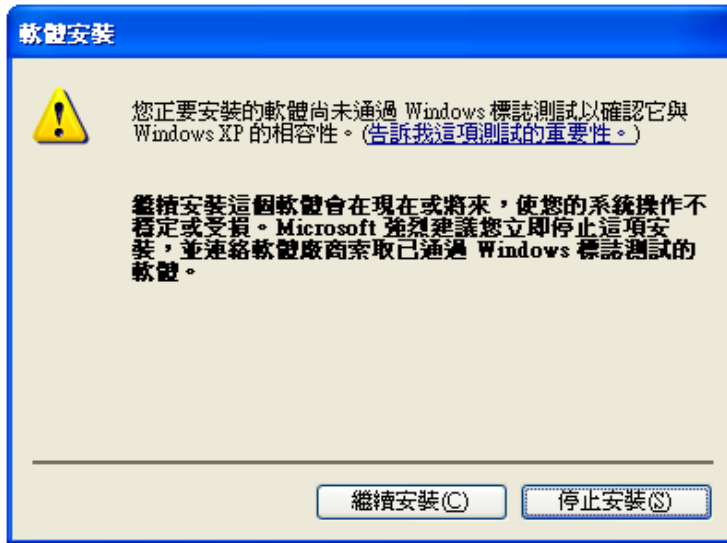 軟體安裝
您正要安裝的軟體尚未通過 Windows 標誌測試以確認它與
Windows XP 的相容性。(告訴我這項測試的重要性。)
繼續安裝這個軟體會在現在或將來，使您的系統操作不
穩定或受損。Microsoft 強烈建議您立即停止這項安
裝，並連絡軟體廠商索取已通過 Windows 標誌測試的
軟體。
繼續安裝(C)
停止安裝(S)